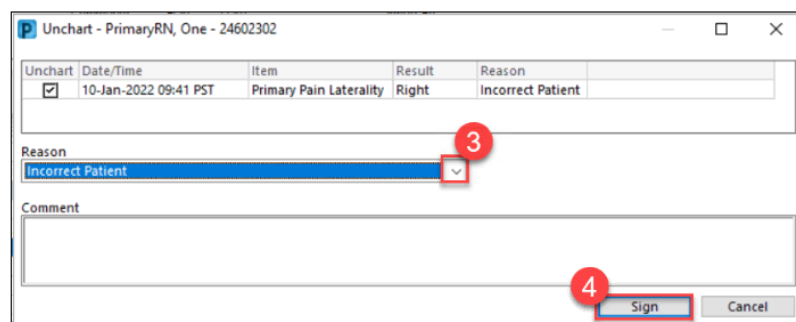 Unchart - PrimaryRN, One - 24602302
Unchart Date/Time Item Result Reason
10-Jan-2022 09:41 PST Primary Pain Laterality Right Incorrect Patient
3
Reason
Incorrect Patient
Comment
4
Sign Cancel